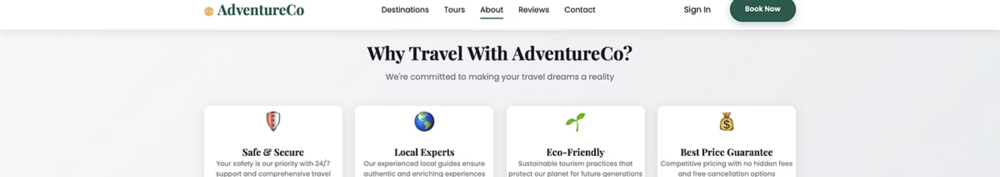 AdventureCo
Destinations Tours About Reviews Contact
Sign In
Book Now
Why Travel With AdventureCo?
We're committed to making your travel dreams a reality
Safe & Secure
Your safety is our priority with 24/7
support and comprehensive travel
Local Experts
Our experienced local guides ensure
authentic and enriching experiences
Eco-Friendly
Sustainable tourism practices that
protect our planet for future generations
$
Best Price Guarantee
Competitive pricing with no hidden fees
and free cancellation options